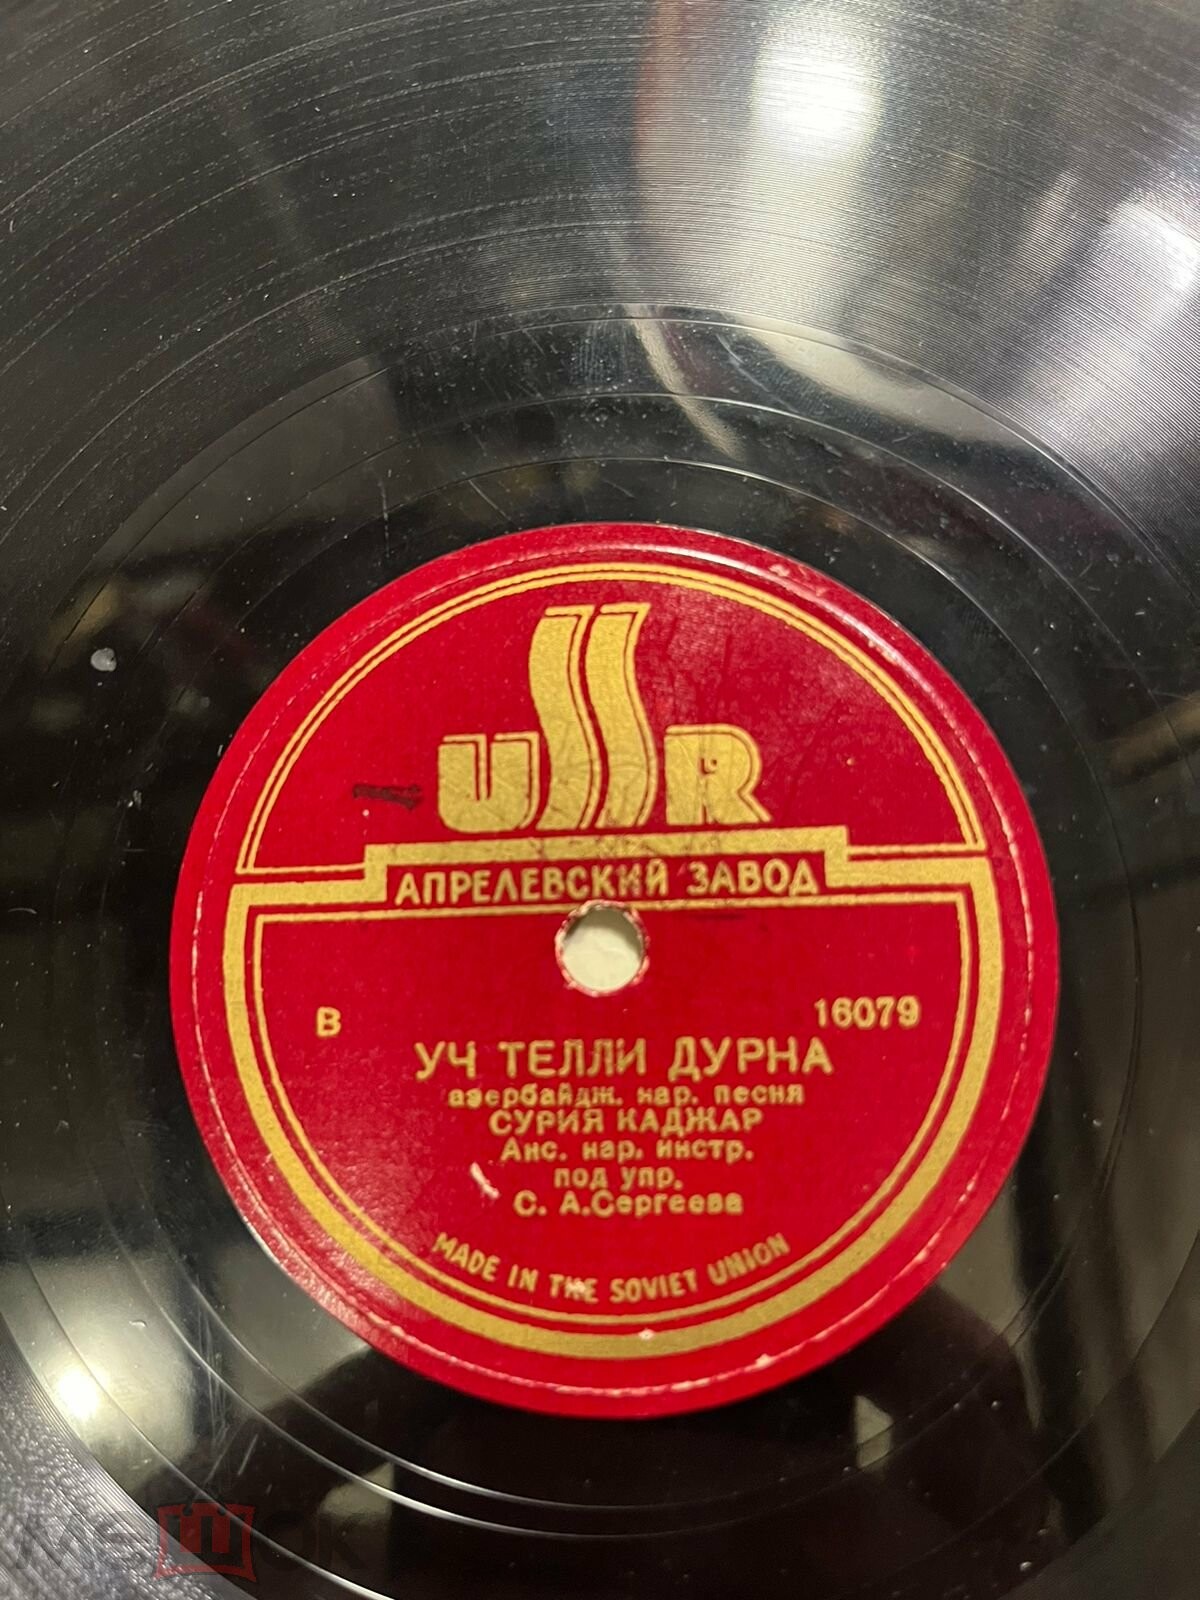 USSR
АПРЕЛЕВСКИЙ ЗАВОД
В 16079
УЧ ТЕЛЛИ ДУРНА
азербайдж. нар. песня
СУРИЯ КАДЖАР
Анс. нар. инстр.
под упр.
С. А.Сергеева
MADE IN THE SOVIET UNION
Мешок